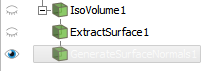 IsoVolume1
ExtractSurface1
GenerateSurfaceNormals1